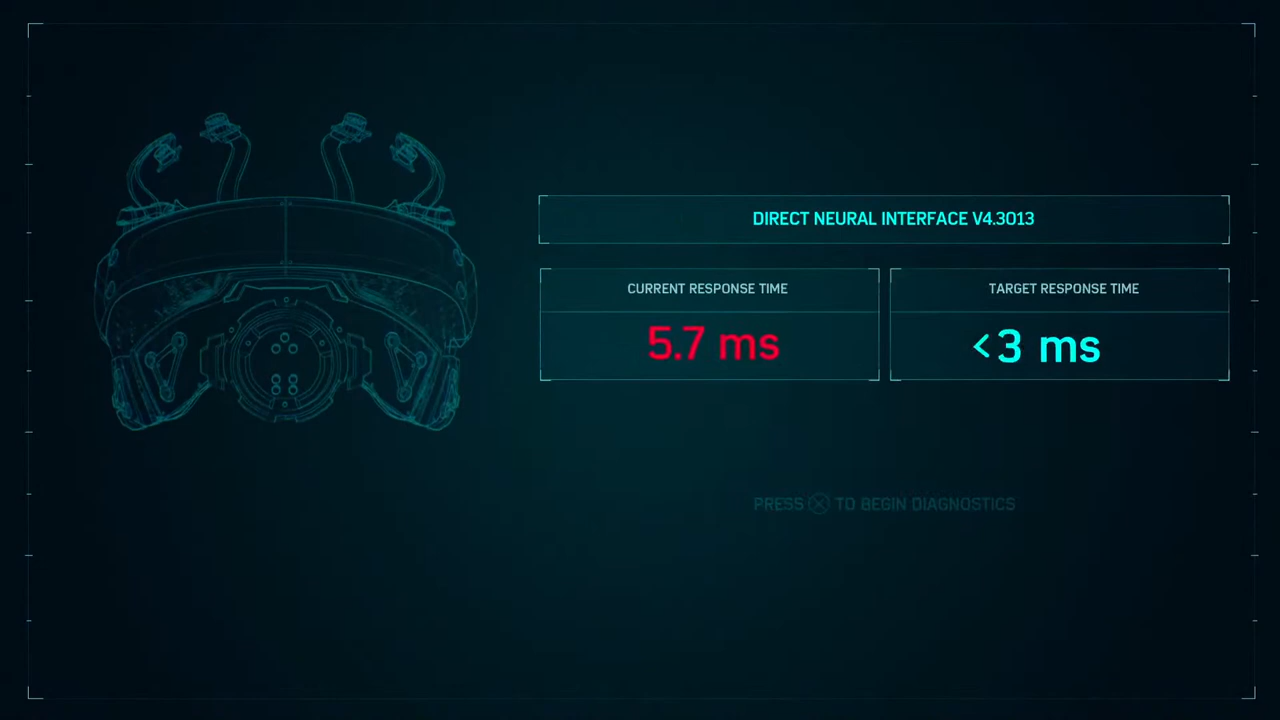 DIRECT NEURAL INTERFACE V4.3013
CURRENT RESPONSE TIME
TARGET RESPONSE TIME
5.7 ms
<3 ms
PRESS ⓧ TO BEGIN DIAGNOSTICS